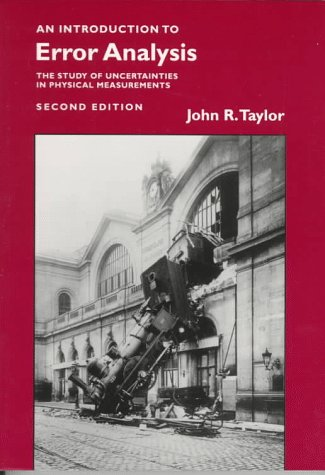 AN INTRODUCTION TO
Error Analysis
THE STUDY OF UNCERTAINTIES
IN PHYSICAL MEASUREMENTS
SECOND EDITION
John R. Taylor